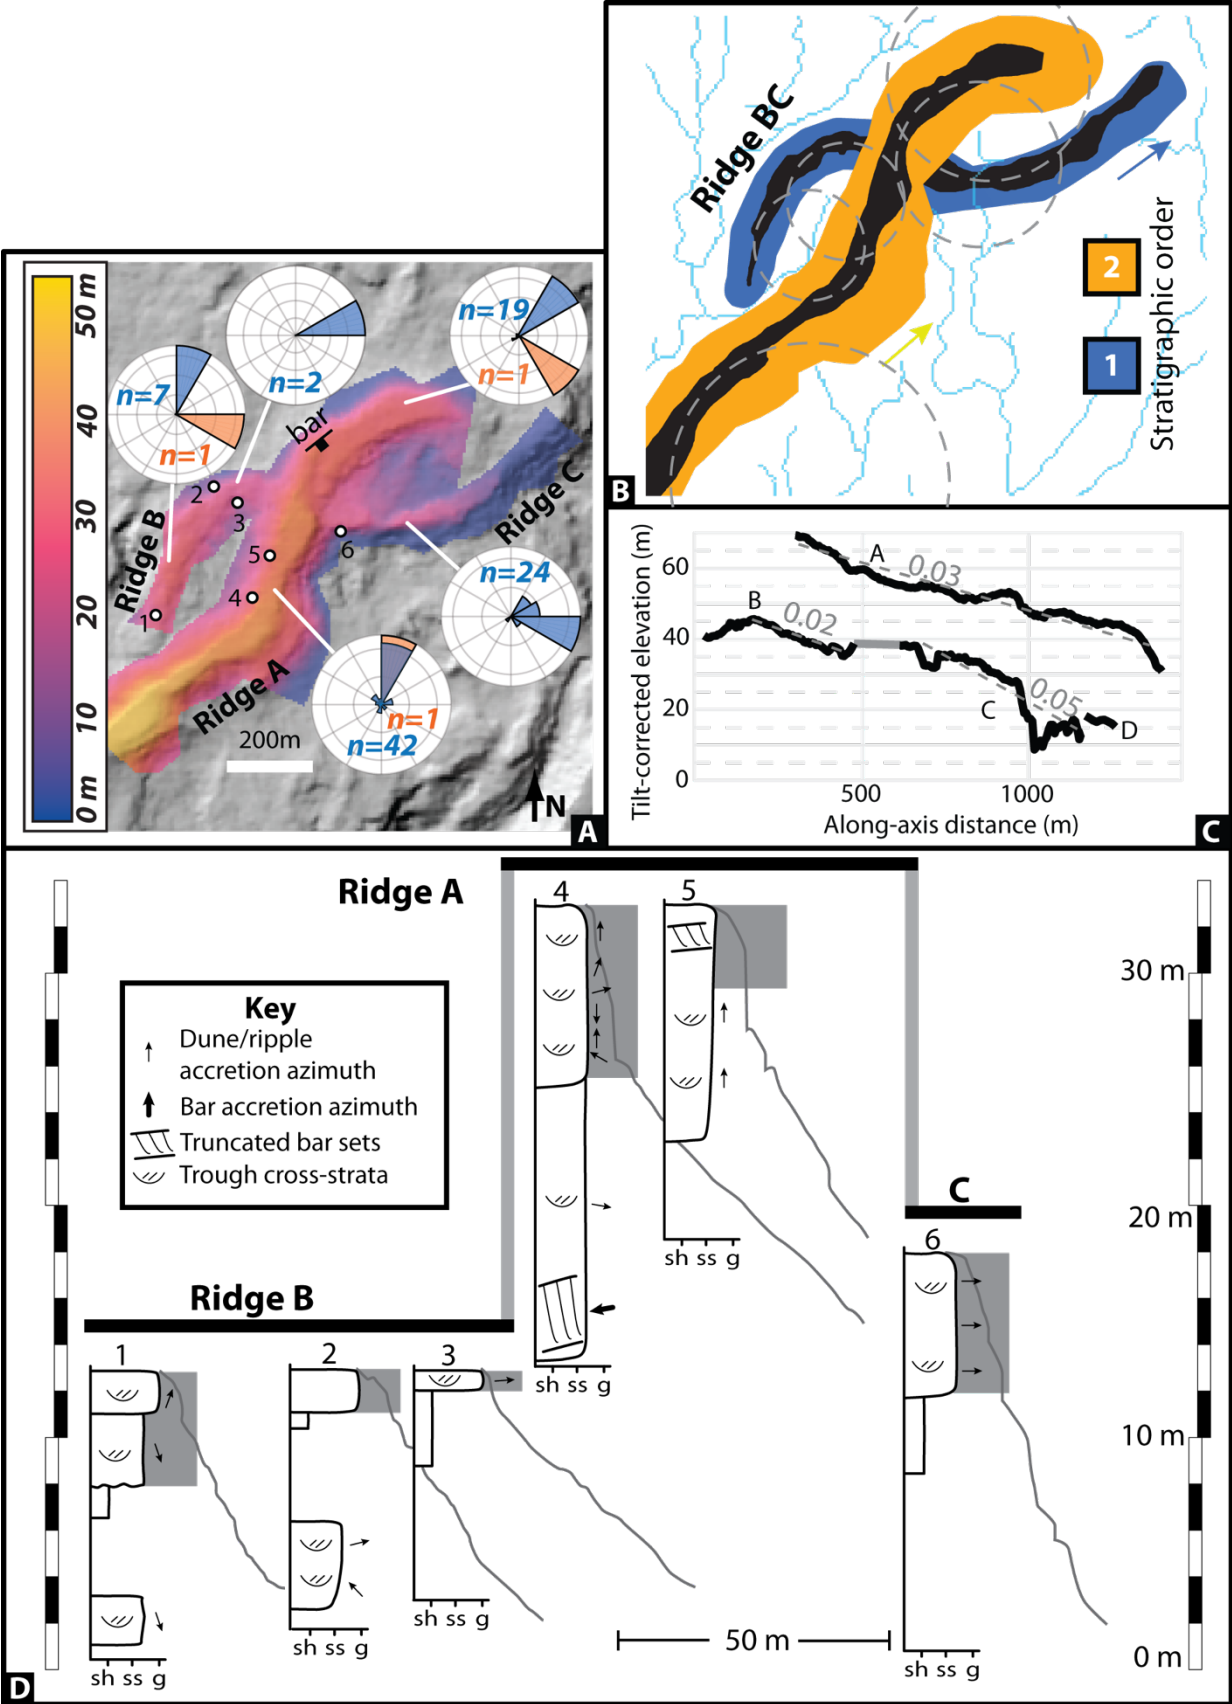 Ridge BC
2
1
Stratigraphic order
B
50 m
40
30
20
10
0 m
n=7
n=1
n=2
n=19
n=1
bar
2
3
1
5
4
6
Ridge B
Ridge A
Ridge C
n=24
n=1
n=42
200m
N
A
Tilt-corrected elevation (m)
60
40
20
0
A
0.03
B
0.02
C
0.05
D
500
1000
Along-axis distance (m)
C
Ridge A
4
5
Key
Dune/ripple
accretion azimuth
Bar accretion azimuth
Truncated bar sets
Trough cross-strata
30 m
20 m
10 m
0 m
sh ss g
C
6
Ridge B
1
2
3
sh ss g
sh ss g
sh ss g
sh ss g
sh ss g
50 m
D